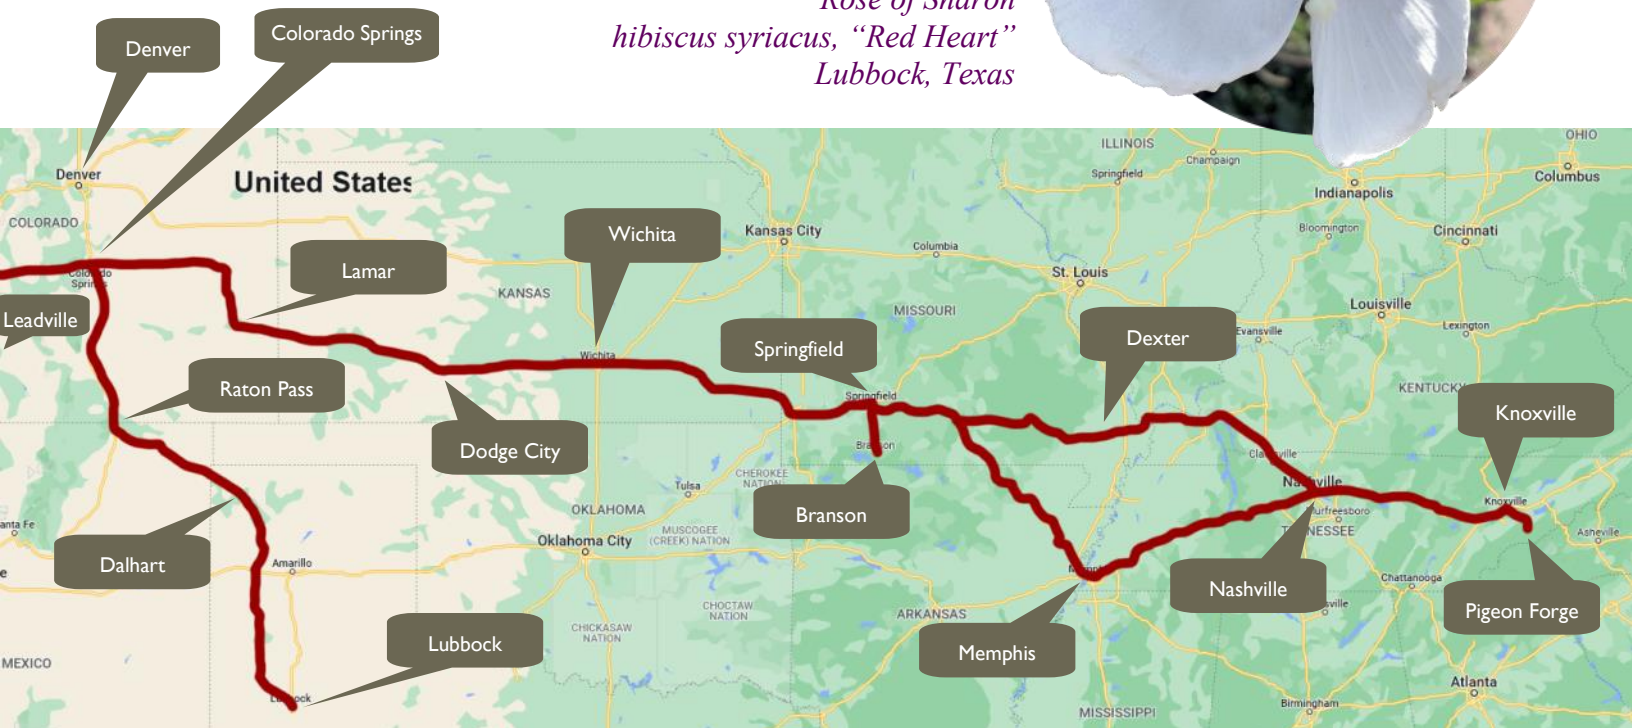 Rose of Sharon
hibiscus syriacus, “Red Heart”
Lubbock, Texas
Denver
Colorado Springs
OHIO
ILLINOIS
Champaign
Denver
United States
Springfield
Columbus
Indianapolis
COLORADO
Wichita
Kansas City
Columbia
Bloomington
Cincinnati
Lamar
St. Louis
KANSAS
Leadville
MISSOURI
Louisville
Lexington
Evansville
Dexter
Springfield
Wichita
Raton Pass
Springfield
KENTUCKY
Knoxville
Dodge City
Branson
CHEROKEE
NATION
Tulsa
Nashville
Knoxville
OKLAHOMA
Murfreesboro
TENNESSEE
Asheville
anta Fe
MUSCOGEE
(CREEK) NATION
Oklahoma City
Dalhart
Amarillo
Nashville
Chattanooga
Pigeon Forge
CHOCTAW
NATION
ARKANSAS
sville
CHICKASAW
NATION
Lubbock
Memphis
MEXICO
Atlanta
Birmingham
MISSISSIPPI